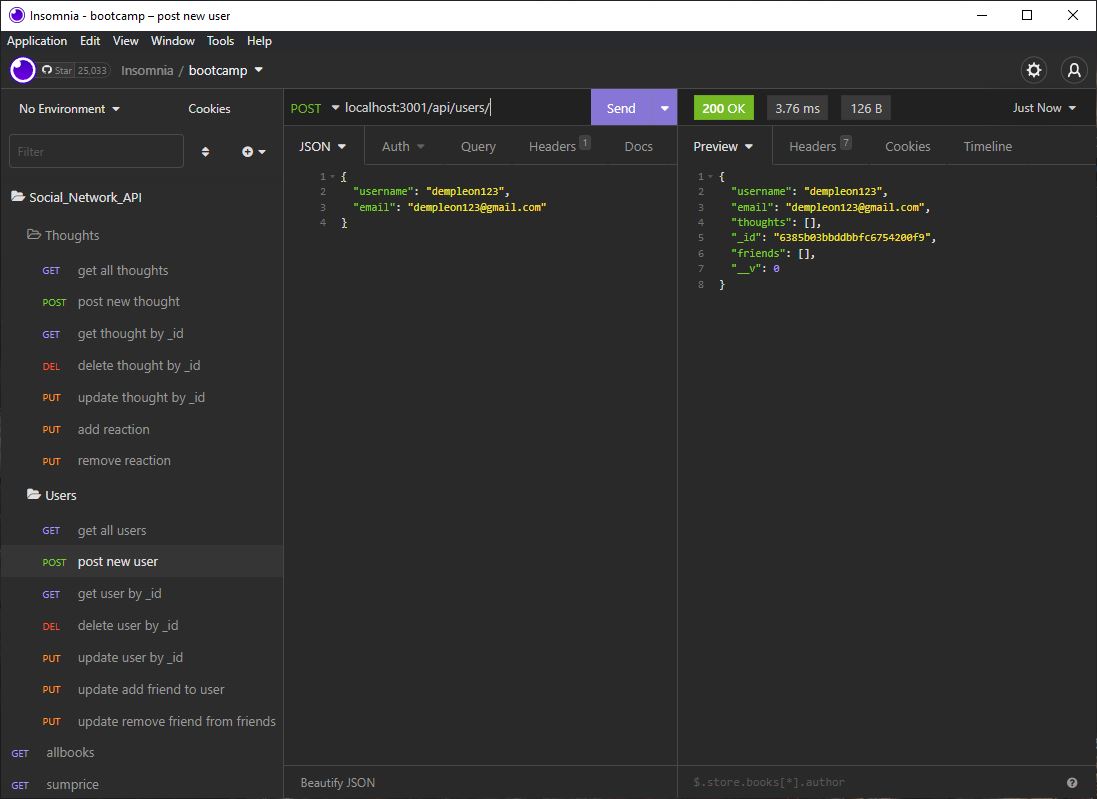 Insomnia - bootcamp – post new user
Application Edit View Window Tools Help
Star 25,033 Insomnia / bootcamp
No Environment Cookies
Filter
Social_Network_API
Thoughts
GET get all thoughts
POST post new thought
GET get thought by _id
DEL delete thought by _id
PUT update thought by _id
PUT add reaction
PUT remove reaction
Users
GET get all users
POST post new user
GET get user by _id
DEL delete user by _id
PUT update user by _id
PUT update add friend to user
PUT update remove friend from friends
GET allbooks
GET sumprice
POST localhost:3001/api/users/ Send
JSON Auth Query Headers 1 Docs
1 {
2 "username": "dempleon123",
3 "email": "dempleon123@gmail.com"
4 }
Beautify JSON
200 OK 3.76 ms 126 B Just Now
Preview Headers 7 Cookies Timeline
1 {
2 "username": "dempleon123",
3 "email": "dempleon123@gmail.com",
4 "thoughts": [],
5 "_id": "6385b03bbddbbfc6754200f9",
6 "friends": [],
7 "__v": 0
8 }
$.store.books[*].author